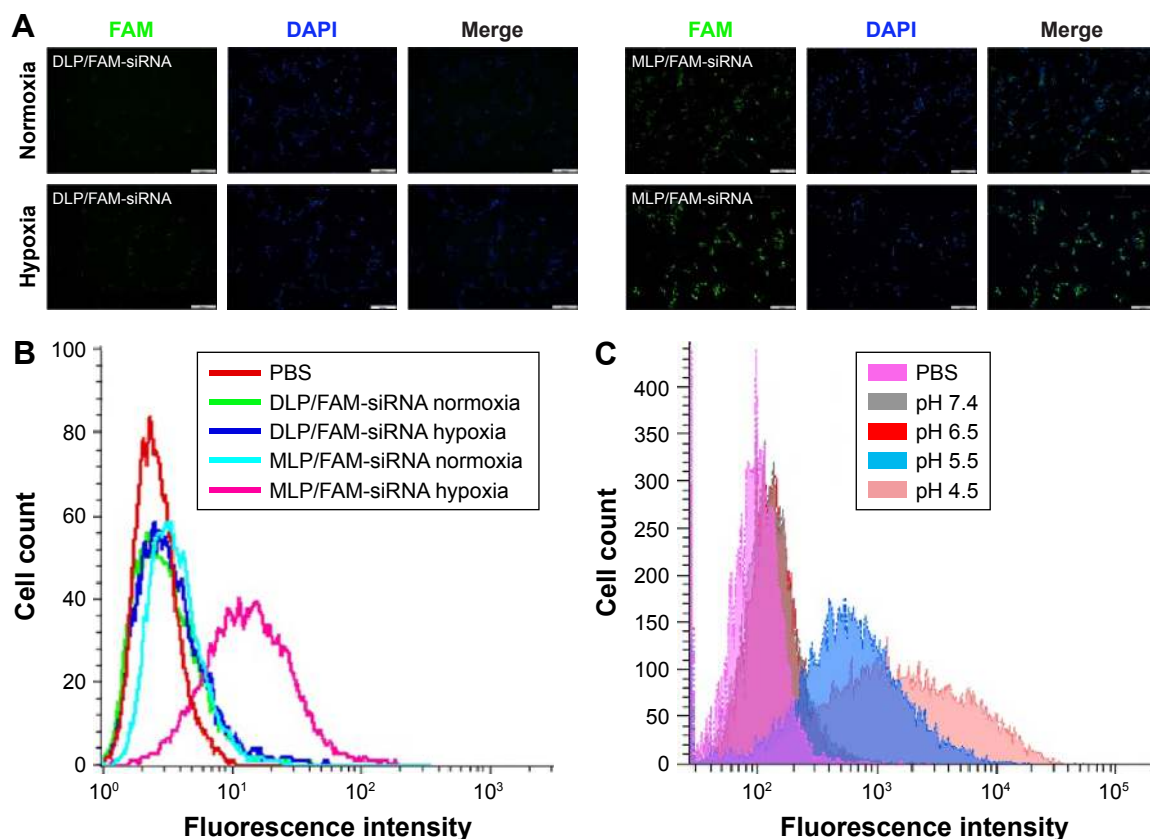 A
FAM DAPI Merge FAM DAPI Merge
Normoxia
DLP/FAM-siRNA MLP/FAM-siRNA
Hypoxia
DLP/FAM-siRNA MLP/FAM-siRNA
B
100
80
60
40
20
0
10⁰ 10¹ 10² 10³
Cell count
Fluorescence intensity
PBS
DLP/FAM-siRNA normoxia
DLP/FAM-siRNA hypoxia
MLP/FAM-siRNA normoxia
MLP/FAM-siRNA hypoxia
C
400
350
300
250
200
150
100
50
0
10² 10³ 10⁴ 10⁵
Cell count
Fluorescence intensity
PBS
pH 7.4
pH 6.5
pH 5.5
pH 4.5